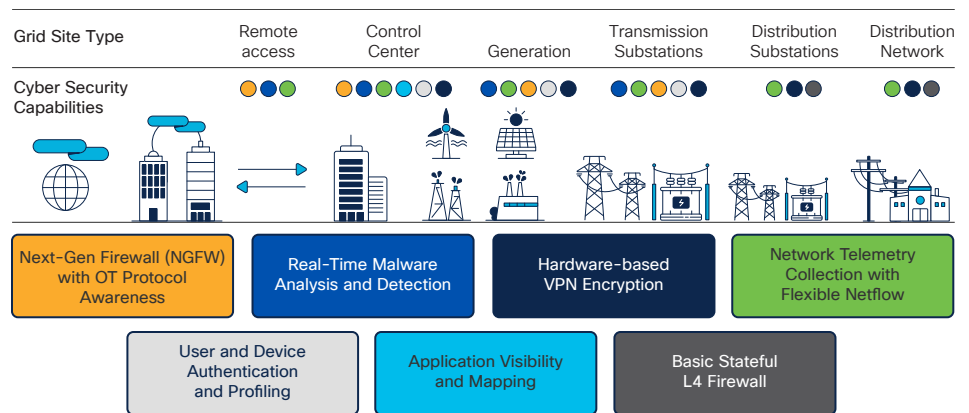 Grid Site Type
Remote
access
Control
Center
Generation
Transmission
Substations
Distribution
Substations
Distribution
Network
Cyber Security
Capabilities
Next-Gen Firewall (NGFW)
with OT Protocol
Awareness
Real-Time Malware
Analysis and Detection
Hardware-based
VPN Encryption
Network Telemetry
Collection with
Flexible Netflow
User and Device
Authentication
and Profiling
Application Visibility
and Mapping
Basic Stateful
L4 Firewall